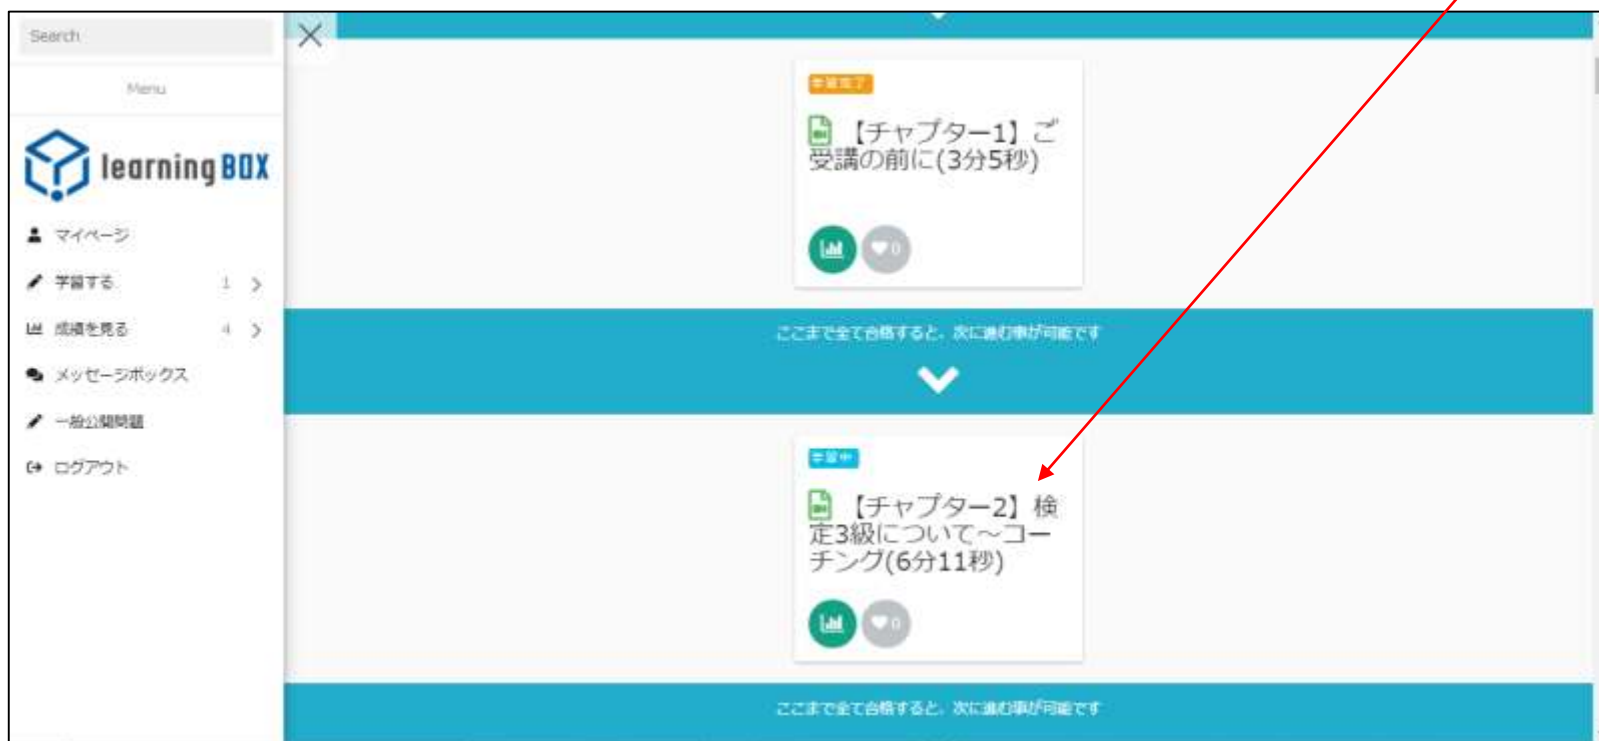 Search
Menu
learningBOX
マイページ
学習する 1
成績を見る 4
メッセージボックス
一般公開問題
ログアウト
学習完了
【チャプター1】ご
受講の前に(3分5秒)
0
ここまで全て合格すると、次に進む事が可能です
学習中
【チャプター2】検
定3級について～コー
チング(6分11秒)
0
ここまで全て合格すると、次に進む事が可能です